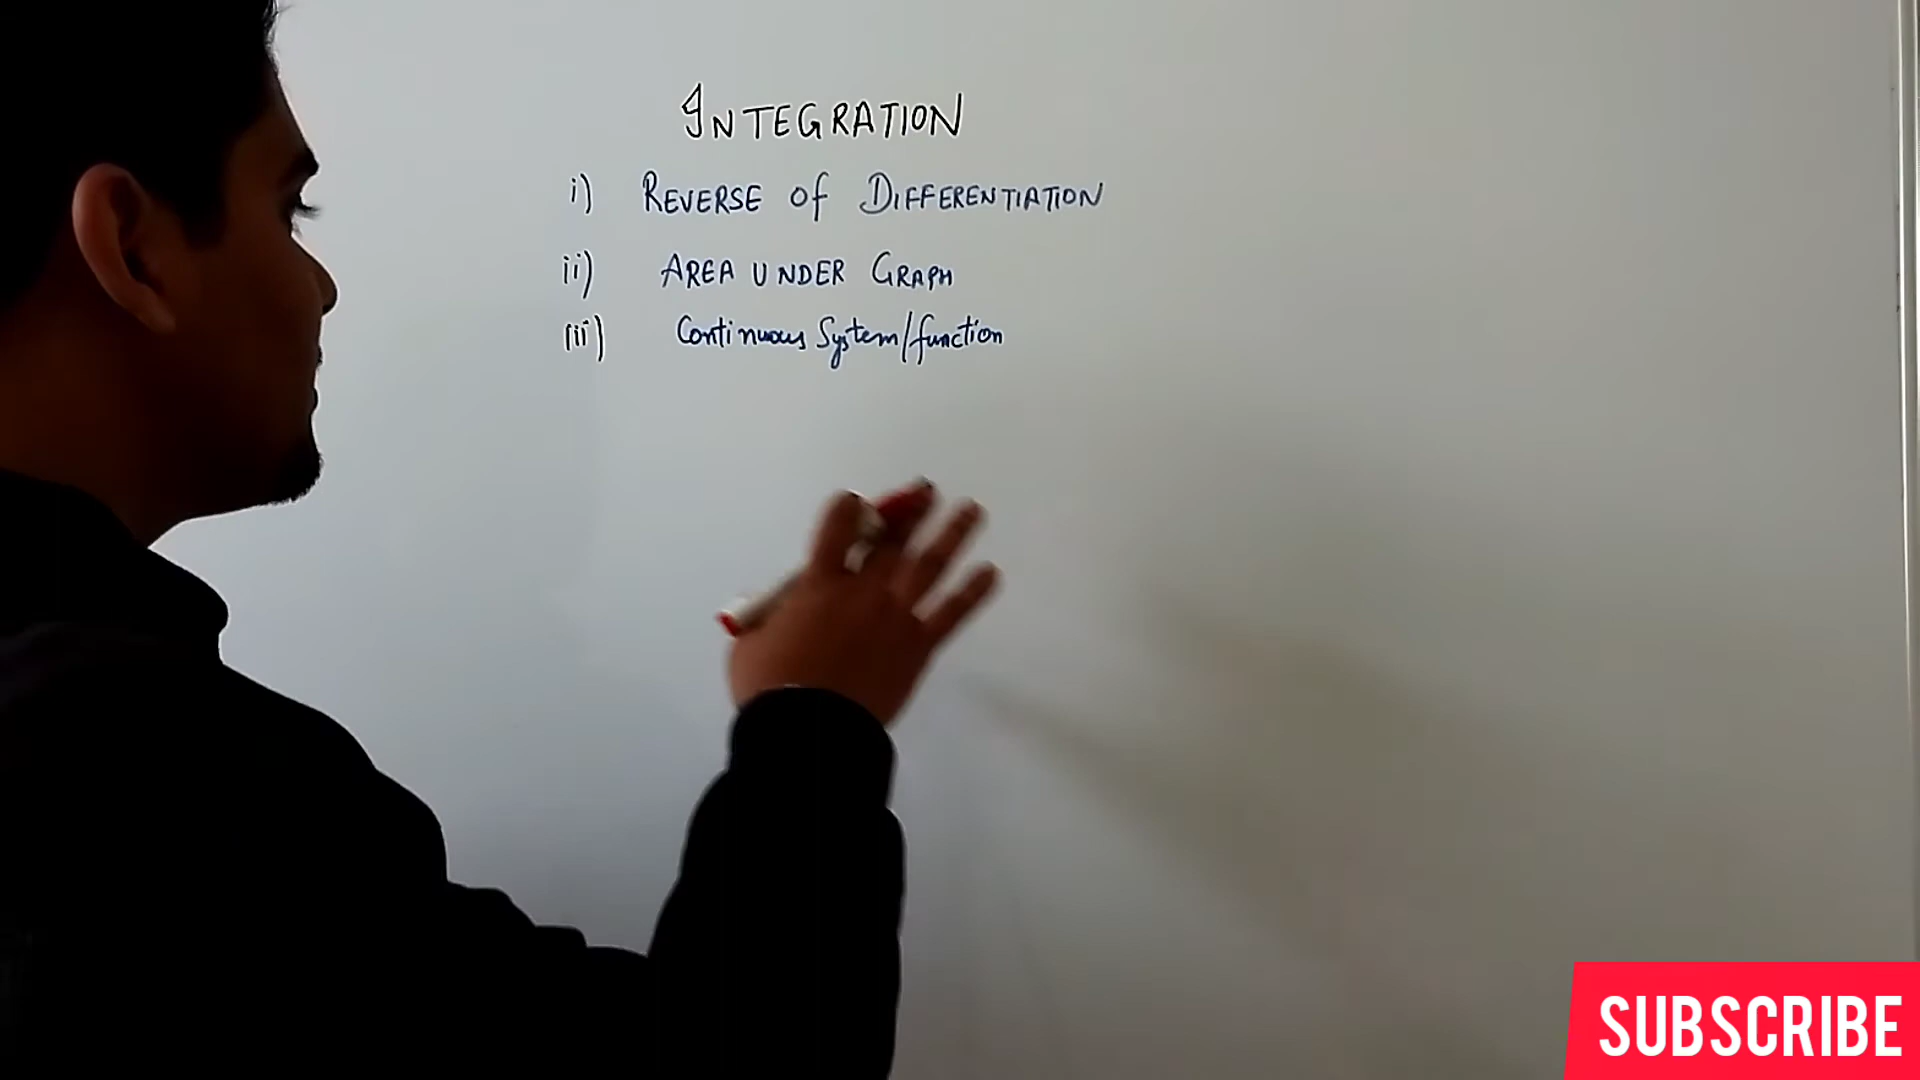 INTEGRATION
i) REVERSE of DIFFERENTIATION
ii) AREA UNDER GRAPH
iii) Continuous System/function
SUBSCRIBE